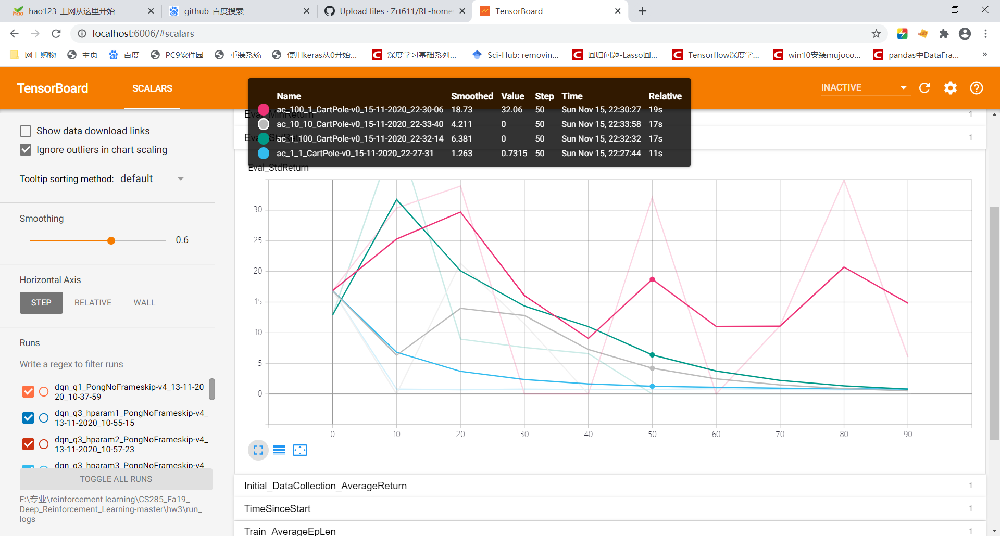 hao123_上网从这里开始
github_百度搜索
Upload files · Zrt611/RL-home
TensorBoard
localhost:6006/#scalars
网上购物 主页 百度 PC9软件园 重装系统 使用keras从0开始... 深度学习基础系列... Sci-Hub: removin... 回归问题-Lasso回... Tensorflow深度学... win10安装mujoco... pandas中DataFra... »
TensorBoard
SCALARS
INACTIVE
Name Smoothed Value Step Time Relative
ac_100_1_CartPole-v0_15-11-2020_22-30-06 18.73 32.06 50 Sun Nov 15, 22:30:27 19s
ac_10_10_CartPole-v0_15-11-2020_22-33-40 4.211 0 50 Sun Nov 15, 22:33:58 17s
ac_1_100_CartPole-v0_15-11-2020_22-32-14 6.381 0 50 Sun Nov 15, 22:32:32 17s
ac_1_1_CartPole-v0_15-11-2020_22-27-31 1.263 0.7315 50 Sun Nov 15, 22:27:44 11s
Eval_MinReturn 1
Eval_StdReturn 1
Eval_StdReturn
30
25
20
15
10
5
0
0 10 20 30 40 50 60 70 80 90
Initial_DataCollection_AverageReturn 1
TimeSinceStart 1
Train_AverageEpLen 1
Show data download links
Ignore outliers in chart scaling
Tooltip sorting method: default
Smoothing
0.6
Horizontal Axis
STEP RELATIVE WALL
Runs
Write a regex to filter runs
dqn_q1_PongNoFrameskip-v4_13-11-20
20_10-37-59
dqn_q3_hparam1_PongNoFrameskip-v4_
13-11-2020_10-55-15
dqn_q3_hparam2_PongNoFrameskip-v4_
13-11-2020_10-57-23
dqn_q3_hparam3_PongNoFrameskip-v4
TOGGLE ALL RUNS
F:\专业\reinforcement learning\CS285_Fa19_
Deep_Reinforcement_Learning-master\hw3\run_
logs